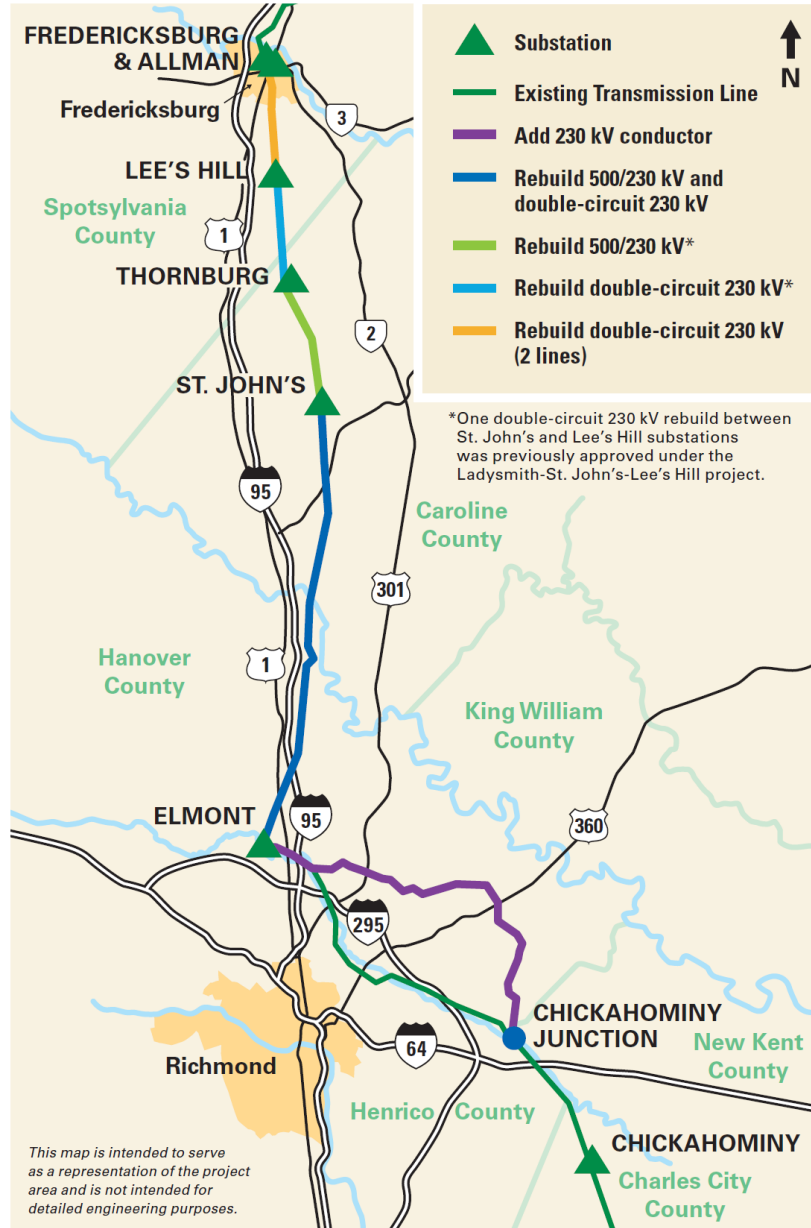 FREDERICKSBURG
& ALLMAN
Fredericksburg
3
LEE'S HILL
Spotsylvania
County
1
THORNBURG
2
ST. JOHN'S
95
Caroline
County
301
Hanover
County
1
King William
County
ELMONT
95
360
295
CHICKAHOMINY
JUNCTION
64
New Kent
County
Richmond
Henrico County
CHICKAHOMINY
Charles City
County
This map is intended to serve
as a representation of the project
area and is not intended for
detailed engineering purposes.
Substation
N
Existing Transmission Line
Add 230 kV conductor
Rebuild 500/230 kV and
double-circuit 230 kV
Rebuild 500/230 kV*
Rebuild double-circuit 230 kV*
Rebuild double-circuit 230 kV
(2 lines)
*One double-circuit 230 kV rebuild between
St. John's and Lee's Hill substations
was previously approved under the
Ladysmith-St. John's-Lee's Hill project.